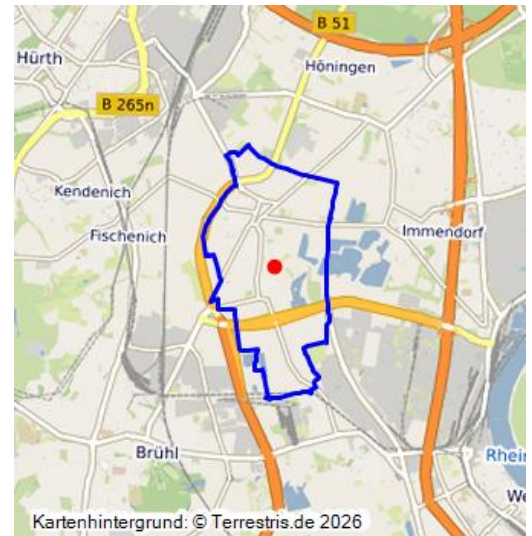 B 51
Hürth
Höningen
B 265n
Kendenich
Fischenich
Immendorf
Brühl
Rhein
We
Kartenhintergrund: © Terrestris.de 2026